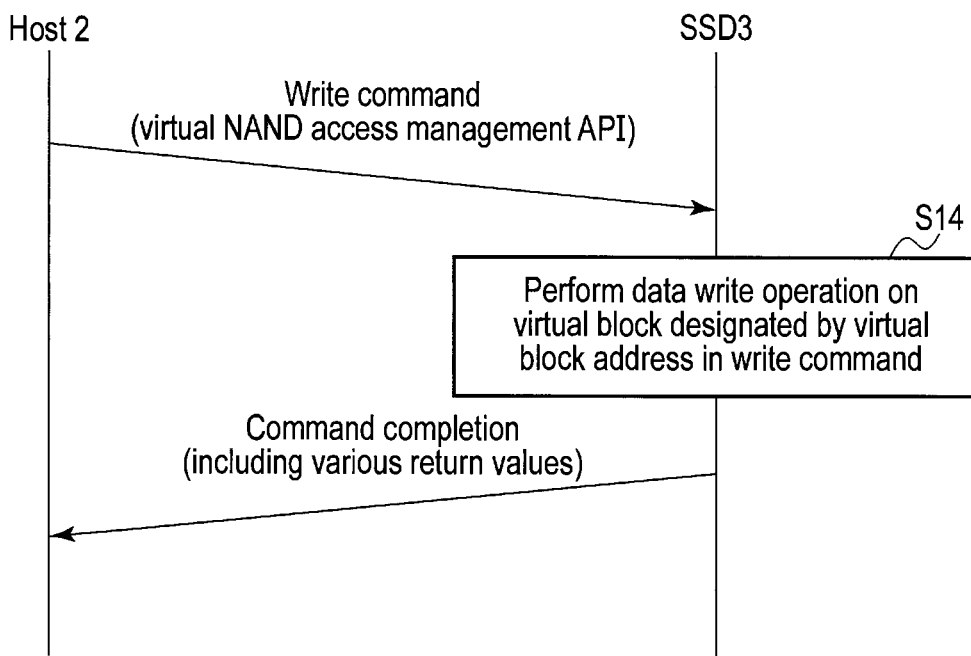 Host 2
SSD3
Write command
(virtual NAND access management API)
S14
Perform data write operation on
virtual block designated by virtual
block address in write command
Command completion
(including various return values)